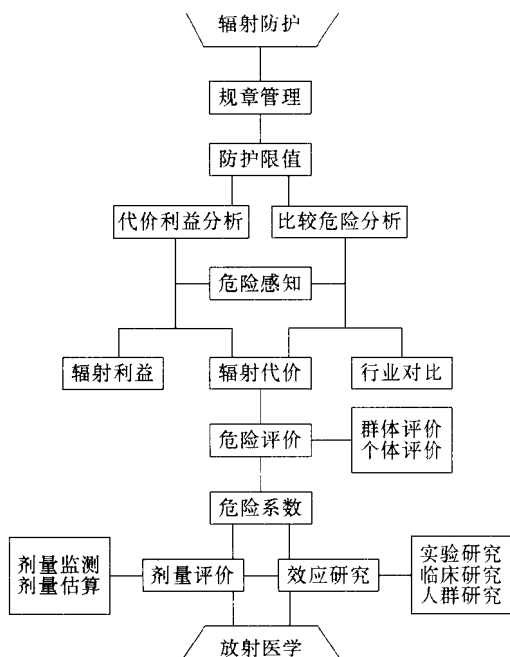 辐射防护
规章管理
防护限值
代价利益分析
比较危险分析
危险感知
辐射利益
辐射代价
行业对比
危险评价
群体评价
个体评价
危险系数
剂量监测
剂量估算
剂量评价
效应研究
实验研究
临床研究
人群研究
放射医学